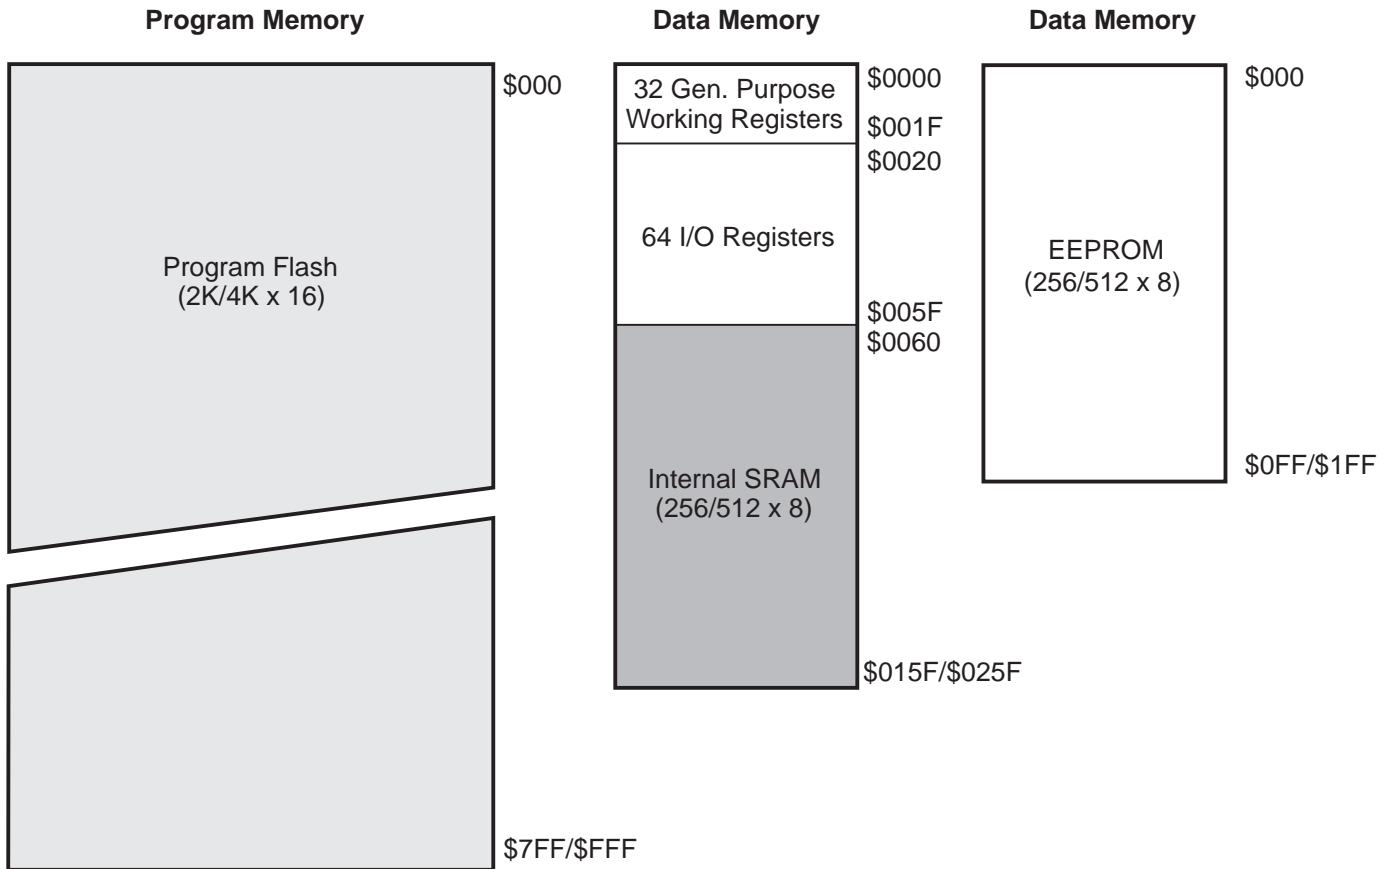 Program Memory
$000
Program Flash
(2K/4K x 16)
$7FF/$FFF
Data Memory
32 Gen. Purpose
Working Registers
$0000
$001F
$0020
64 I/O Registers
$005F
$0060
Internal SRAM
(256/512 x 8)
$015F/$025F
Data Memory
$000
EEPROM
(256/512 x 8)
$0FF/$1FF